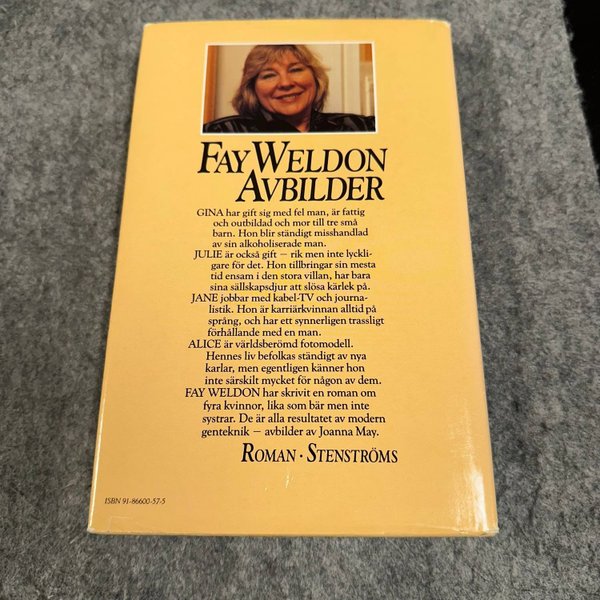 FAY WELDON
AVBILDER
GINA har gift sig med fel man, är fattig
och outbildad och mor till tre små
barn. Hon blir ständigt misshandlad
av sin alkoholiserade man.
JULIE är också gift – rik men inte lyckli-
gare för det. Hon tillbringar sin mesta
tid ensam i den stora villan, har bara
sina sällskapsdjur att slösa kärlek på.
JANE jobbar med kabel-TV och journa-
listik. Hon är karriärkvinnan alltid på
språng, och har ett synnerligen trassligt
förhållande med en man.
ALICE är världsberömd fotomodell.
Hennes liv befolkas ständigt av nya
karlar, men egentligen känner hon
inte särskilt mycket för någon av dem.
FAY WELDON har skrivit en roman om
fyra kvinnor, lika som bär men inte
systrar. De är alla resultatet av modern
genteknik – avbilder av Joanna May.
ROMAN · STENSTRÖMS
ISBN 91-86600-57-5